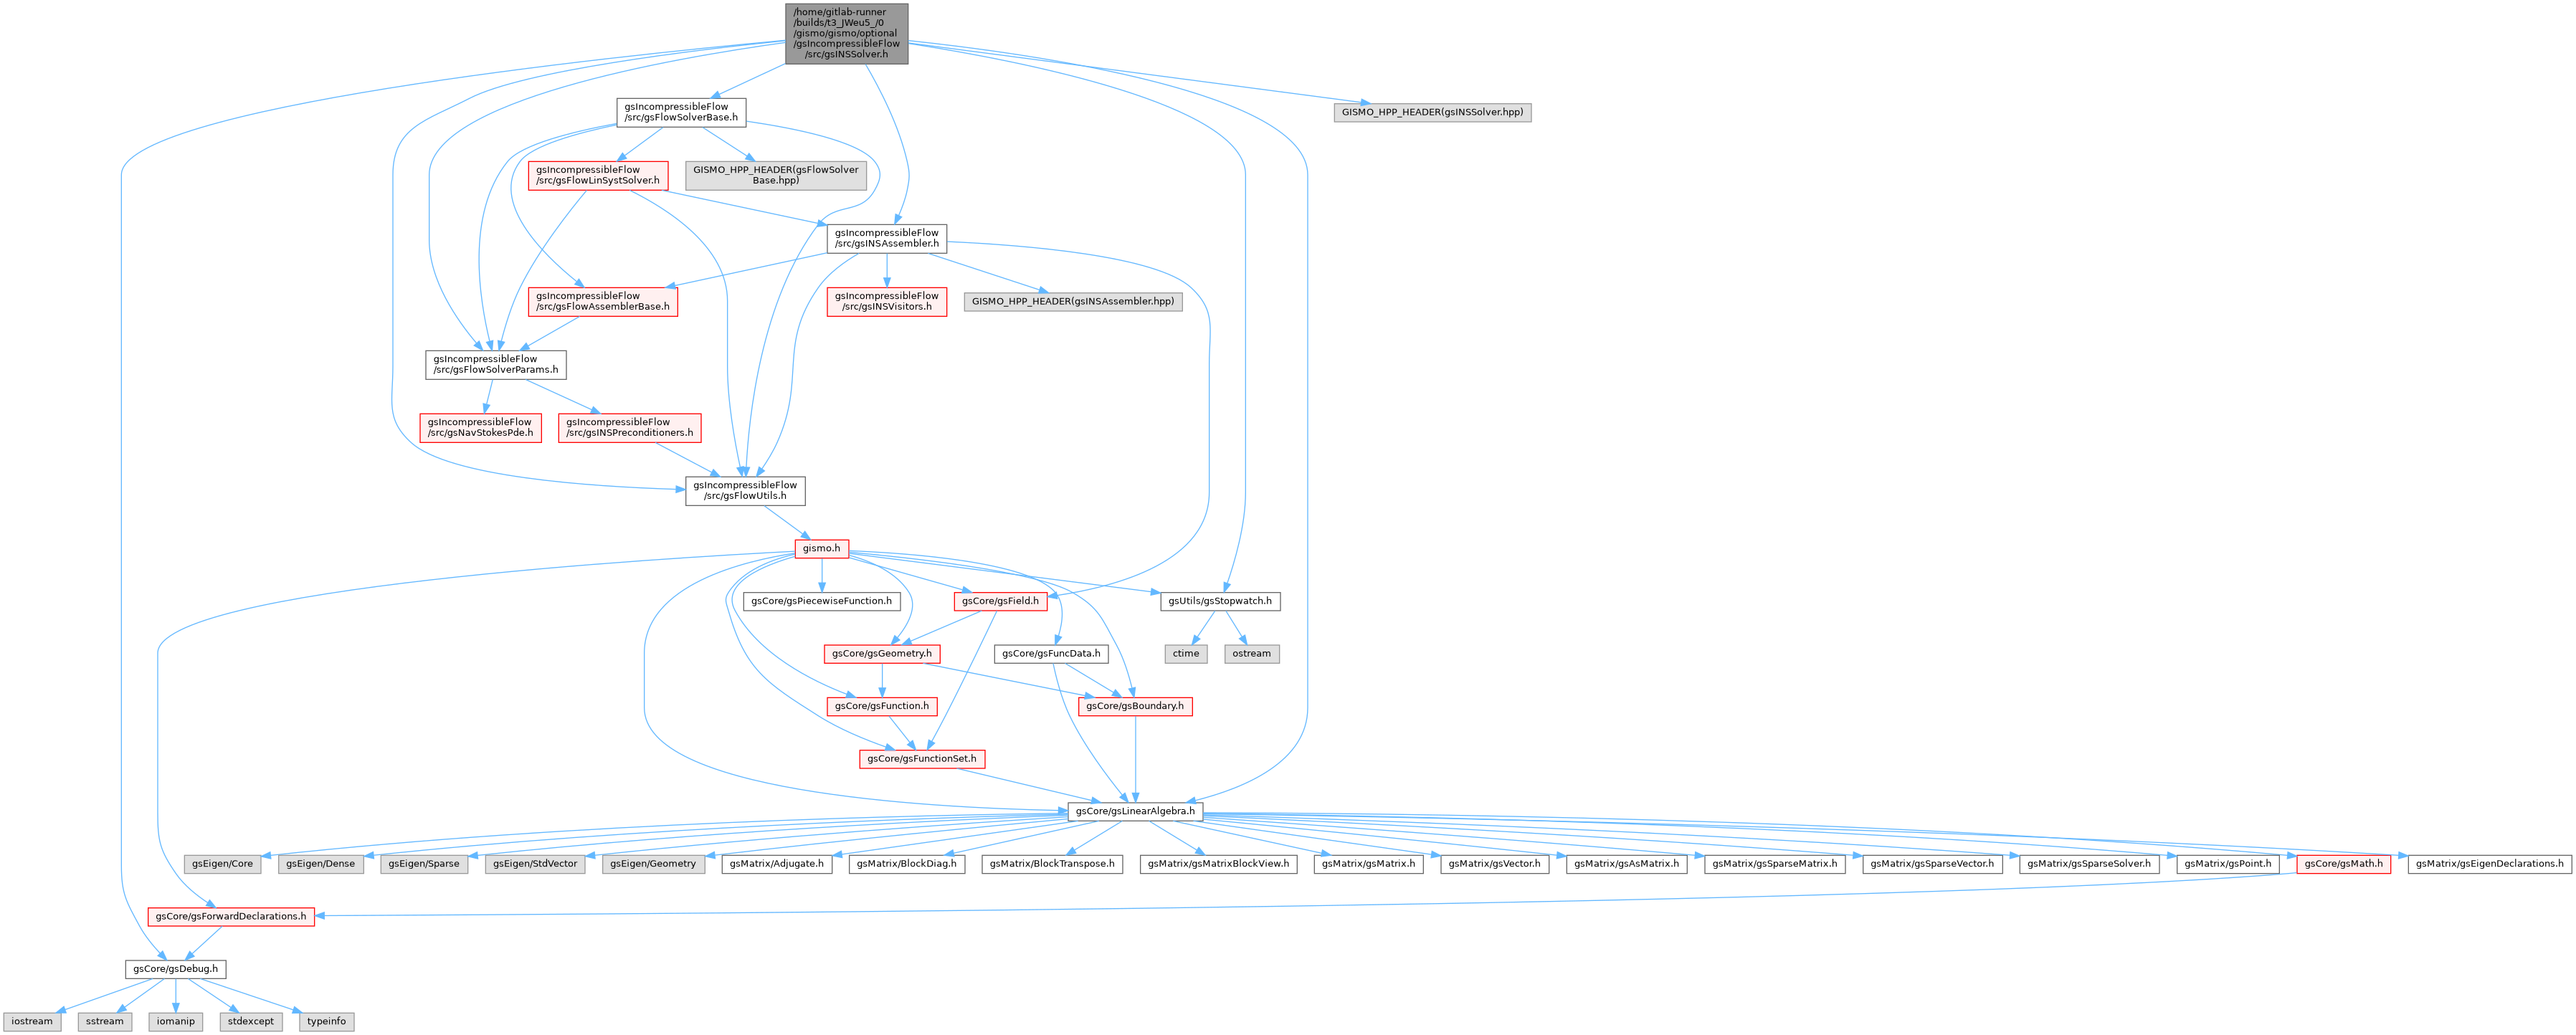 /home/gitlab-runner
/builds/t3_JWeu5_/0
/gismo/gismo/optional
/gsIncompressibleFlow
/src/gsINSSolver.h
gsIncompressibleFlow
/src/gsFlowSolverBase.h
GISMO_HPP_HEADER(gsINSSolver.hpp)
gsIncompressibleFlow
/src/gsFlowLinSystSolver.h
GISMO_HPP_HEADER(gsFlowSolver
Base.hpp)
gsIncompressibleFlow
/src/gsINSAssembler.h
gsIncompressibleFlow
/src/gsFlowAssemblerBase.h
gsIncompressibleFlow
/src/gsINSVisitors.h
GISMO_HPP_HEADER(gsINSAssembler.hpp)
gsIncompressibleFlow
/src/gsFlowSolverParams.h
gsIncompressibleFlow
/src/gsNavStokesPde.h
gsIncompressibleFlow
/src/gsINSPreconditioners.h
gsIncompressibleFlow
/src/gsFlowUtils.h
gismo.h
gsCore/gsPiecewiseFunction.h
gsCore/gsField.h
gsUtils/gsStopwatch.h
gsCore/gsGeometry.h
gsCore/gsFuncData.h
ctime
ostream
gsCore/gsFunction.h
gsCore/gsBoundary.h
gsCore/gsFunctionSet.h
gsCore/gsLinearAlgebra.h
gsEigen/Core
gsEigen/Dense
gsEigen/Sparse
gsEigen/StdVector
gsEigen/Geometry
gsMatrix/Adjugate.h
gsMatrix/BlockDiag.h
gsMatrix/BlockTranspose.h
gsMatrix/gsMatrixBlockView.h
gsMatrix/gsMatrix.h
gsMatrix/gsVector.h
gsMatrix/gsAsMatrix.h
gsMatrix/gsSparseMatrix.h
gsMatrix/gsSparseVector.h
gsMatrix/gsSparseSolver.h
gsMatrix/gsPoint.h
gsCore/gsMath.h
gsMatrix/gsEigenDeclarations.h
gsCore/gsForwardDeclarations.h
gsCore/gsDebug.h
iostream
sstream
iomanip
stdexcept
typeinfo